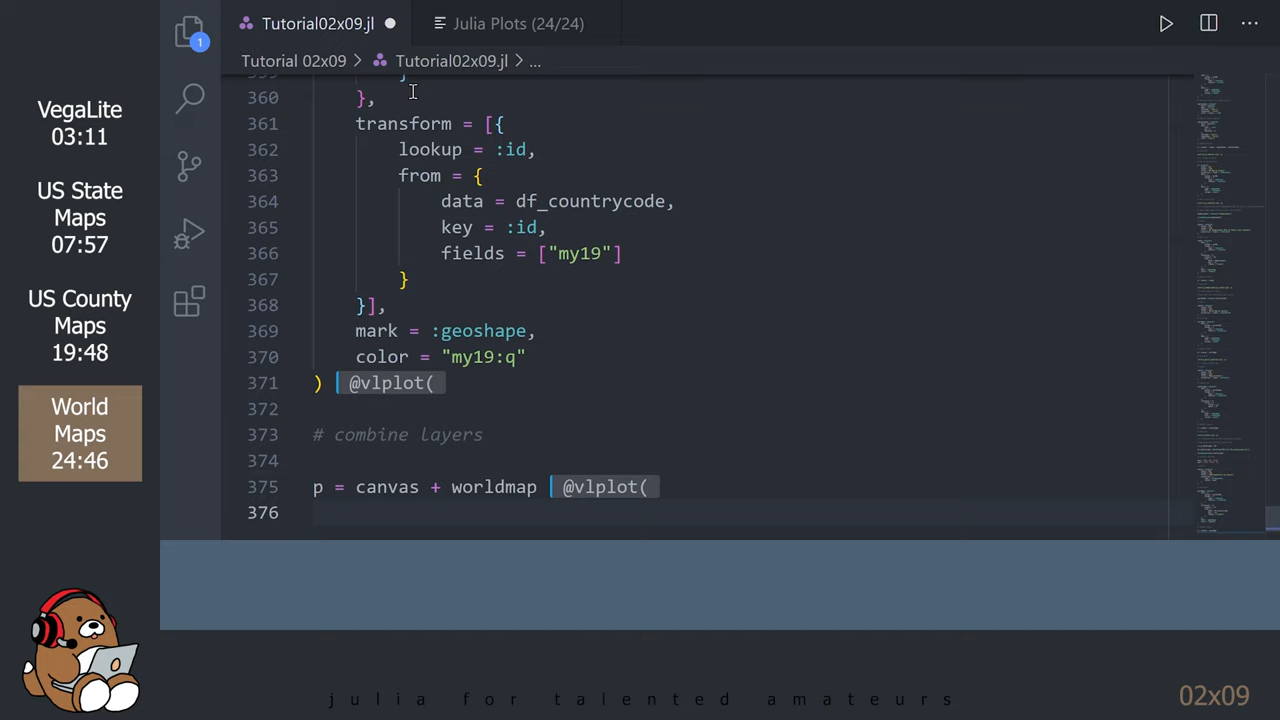 Tutorial02x09.jl
Julia Plots (24/24)
1
Tutorial 02x09 > Tutorial02x09.jl > ...
VegaLite
03:11
US State
Maps
07:57
US County
Maps
19:48
World
Maps
24:46
360 },
361 transform = [{
362 lookup = :id,
363 from = {
364 data = df_countrycode,
365 key = :id,
366 fields = ["my19"]
367 }
368 }],
369 mark = :geoshape,
370 color = "my19:q"
371 ) @vlplot(
372
373 # combine layers
374
375 p = canvas + worldmap @vlplot(
376
julia for talented amateurs
02x09